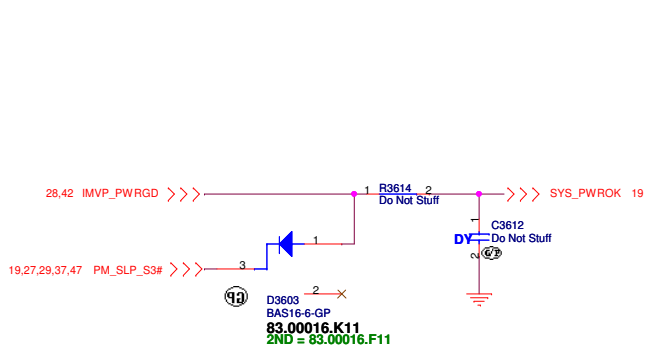 28,42 IMVP_PWRGD
1 R3614 2
Do Not Stuff
SYS_PWROK 19
1
C3612
DY Do Not Stuff
2 G/P
1
19,27,29,37,47 PM_SLP_S3#
3
GP
2
D3603
BAS16-6-GP
83.00016.K11
2ND = 83.00016.F11